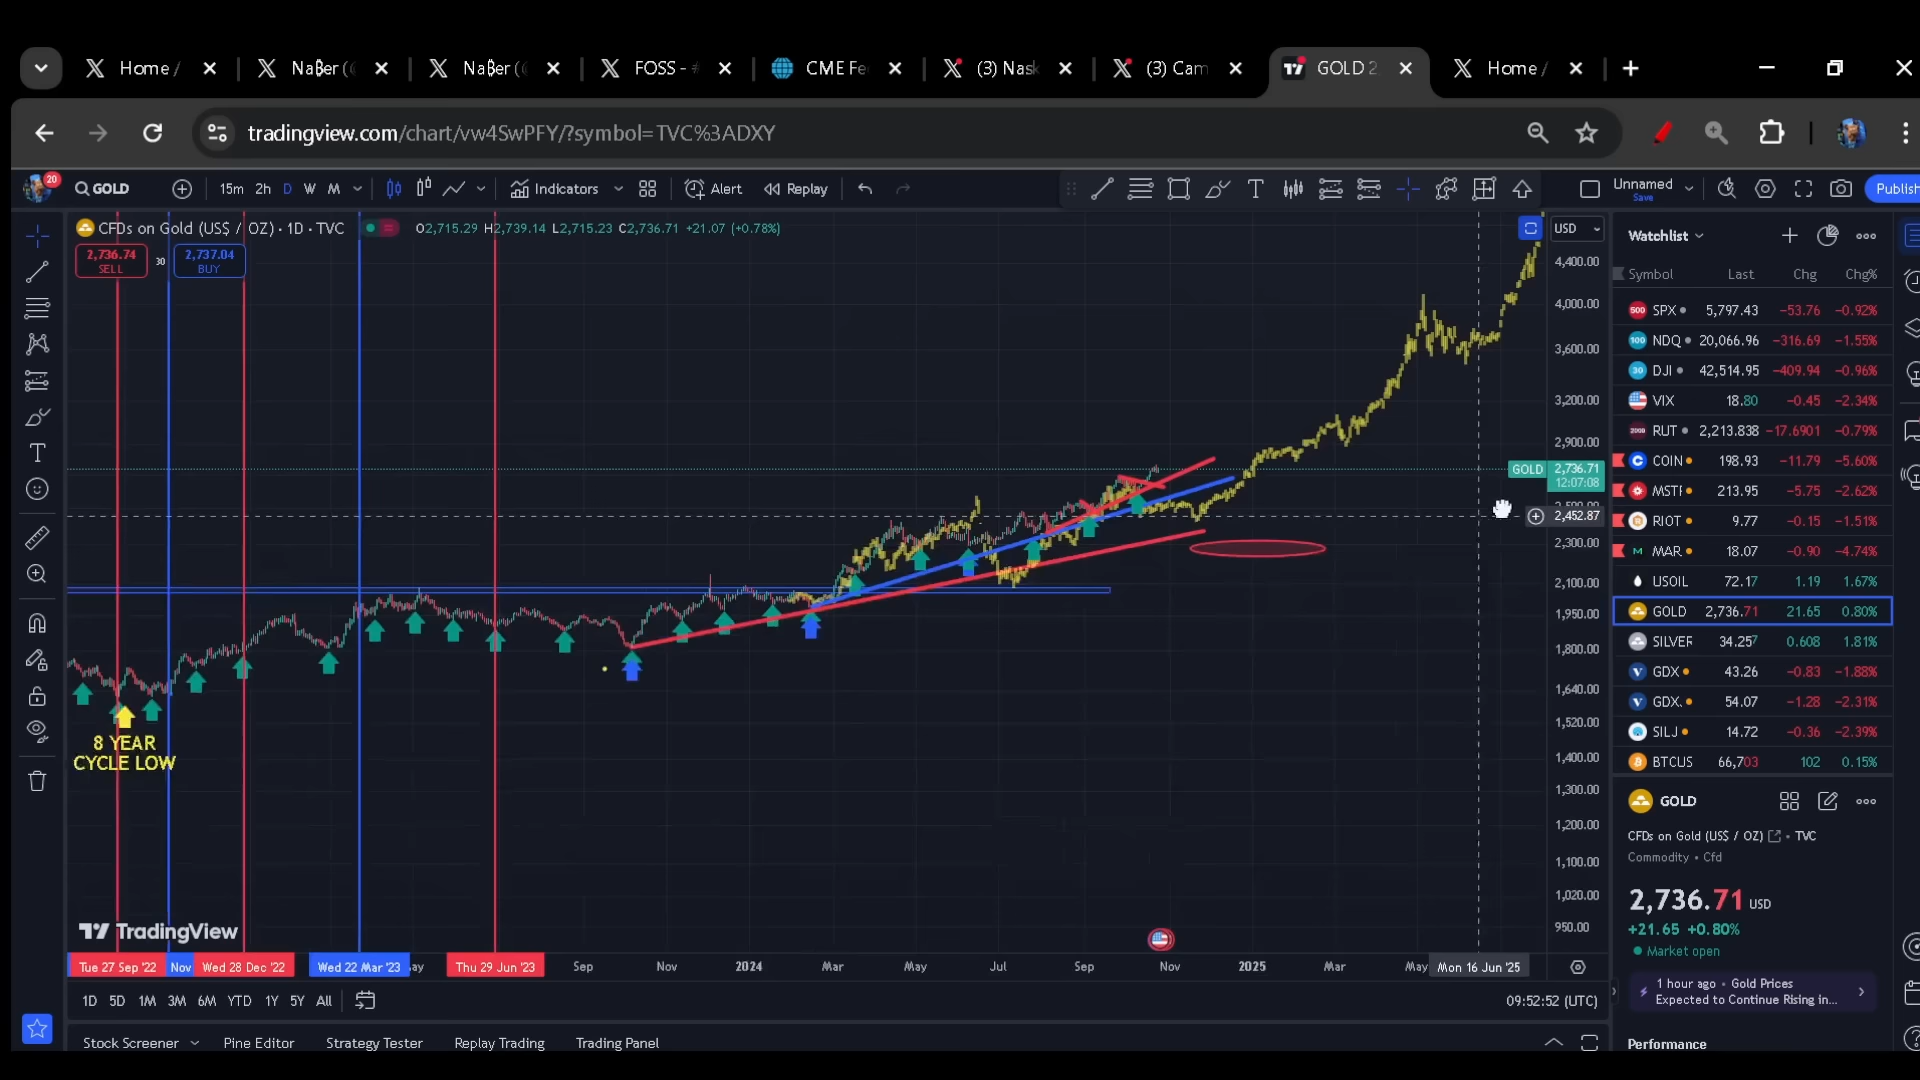 Home / Naβer (@ Naβer (@ FOSS - # CME Fe (3) Nask (3) Cam GOLD 2 Home /
tradingview.com/chart/vw4SwPFY/?symbol=TVC%3ADXY
20 GOLD 15m 2h D W M Indicators Alert Replay Unnamed Save Publish
CFDs on Gold (US$ / OZ) · 1D · TVC O2,715.29 H2,739.14 L2,715.23 C2,736.71 +21.07 (+0.78%)
2,736.74 SELL 30 2,737.04 BUY
USD
4,400.00
4,000.00
3,600.00
3,200.00
2,900.00
GOLD 2,736.71
12:07:08
2,452.87
2,300.00
2,100.00
1,950.00
1,800.00
1,640.00
1,520.00
1,400.00
1,300.00
1,200.00
1,100.00
1,020.00
950.00
8 YEAR
CYCLE LOW
TradingView
Tue 27 Sep '22 Nov Wed 28 Dec '22 Wed 22 Mar '23 ay Thu 29 Jun '23 Sep Nov 2024 Mar May Jul Sep Nov 2025 Mar May Mon 16 Jun '25
1D 5D 1M 3M 6M YTD 1Y 5Y All 09:52:52 (UTC)
Stock Screener Pine Editor Strategy Tester Replay Trading Trading Panel
Watchlist
Symbol Last Chg Chg%
SPX 5,797.43 −53.76 −0.92%
NDQ 20,066.96 −316.69 −1.55%
DJI 42,514.95 −409.94 −0.96%
VIX 18.80 −0.45 −2.34%
RUT 2,213.838 −17.6901 −0.79%
COIN 198.93 −11.79 −5.60%
MSTR 213.95 −5.75 −2.62%
RIOT 9.77 −0.15 −1.51%
MAR 18.07 −0.90 −4.74%
USOIL 72.17 1.19 1.67%
GOLD 2,736.71 21.65 0.80%
SILVER 34.257 0.608 1.81%
GDX 43.26 −0.83 −1.88%
GDX. 54.07 −1.28 −2.31%
SILJ 14.72 −0.36 −2.39%
BTCUS 66,703 102 0.15%
GOLD
CFDs on Gold (US$ / OZ) · TVC
Commodity · Cfd
2,736.71 USD
+21.65 +0.80%
Market open
1 hour ago · Gold Prices
Expected to Continue Rising in...
Performance